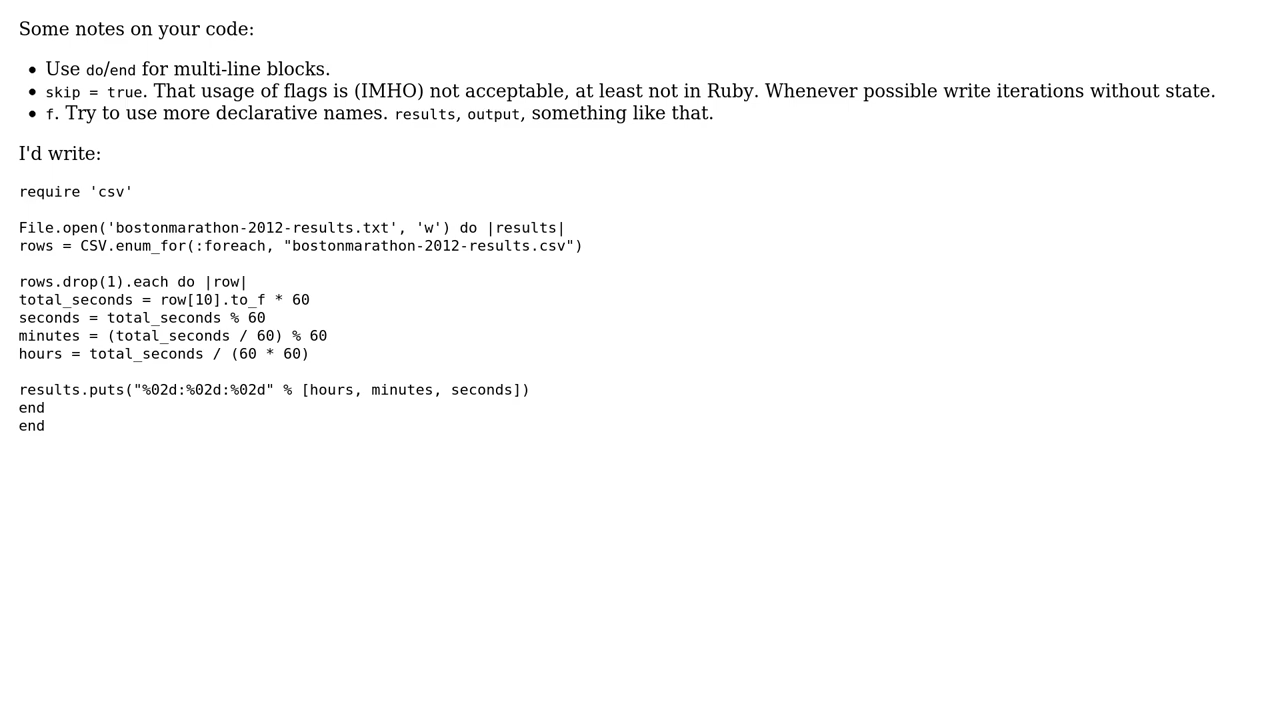 Some notes on your code:
Use do/end for multi-line blocks.
skip = true. That usage of flags is (IMHO) not acceptable, at least not in Ruby. Whenever possible write iterations without state.
f. Try to use more declarative names. results, output, something like that.
I'd write:
require 'csv'
File.open('bostonmarathon-2012-results.txt', 'w') do |results|
rows = CSV.enum_for(:foreach, "bostonmarathon-2012-results.csv")
rows.drop(1).each do |row|
total_seconds = row[10].to_f * 60
seconds = total_seconds % 60
minutes = (total_seconds / 60) % 60
hours = total_seconds / (60 * 60)
results.puts("%02d:%02d:%02d" % [hours, minutes, seconds])
end
end